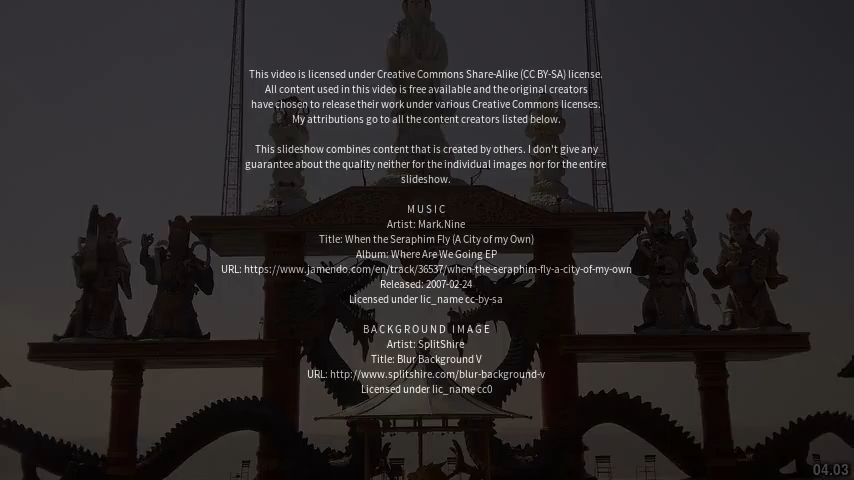 This video is licensed under Creative Commons Share-Alike (CC BY-SA) license.
All content used in this video is free available and the original creators
have chosen to release their work under various Creative Commons licenses.
My attributions go to all the content creators listed below.
This slideshow combines content that is created by others. I don't give any
guarantee about the quality neither for the individual images nor for the entire
slideshow.
MUSIC
Artist: Mark.Nine
Title: When the Seraphim Fly (A City of my Own)
Album: Where Are We Going EP
URL: https://www.jamendo.com/en/track/36537/when-the-seraphim-fly-a-city-of-my-own
Released: 2007-02-24
Licensed under lic_name cc-by-sa
BACKGROUND IMAGE
Artist: SplitShire
Title: Blur Background V
URL: http://www.splitshire.com/blur-background-v
Licensed under lic_name cc0
04.03